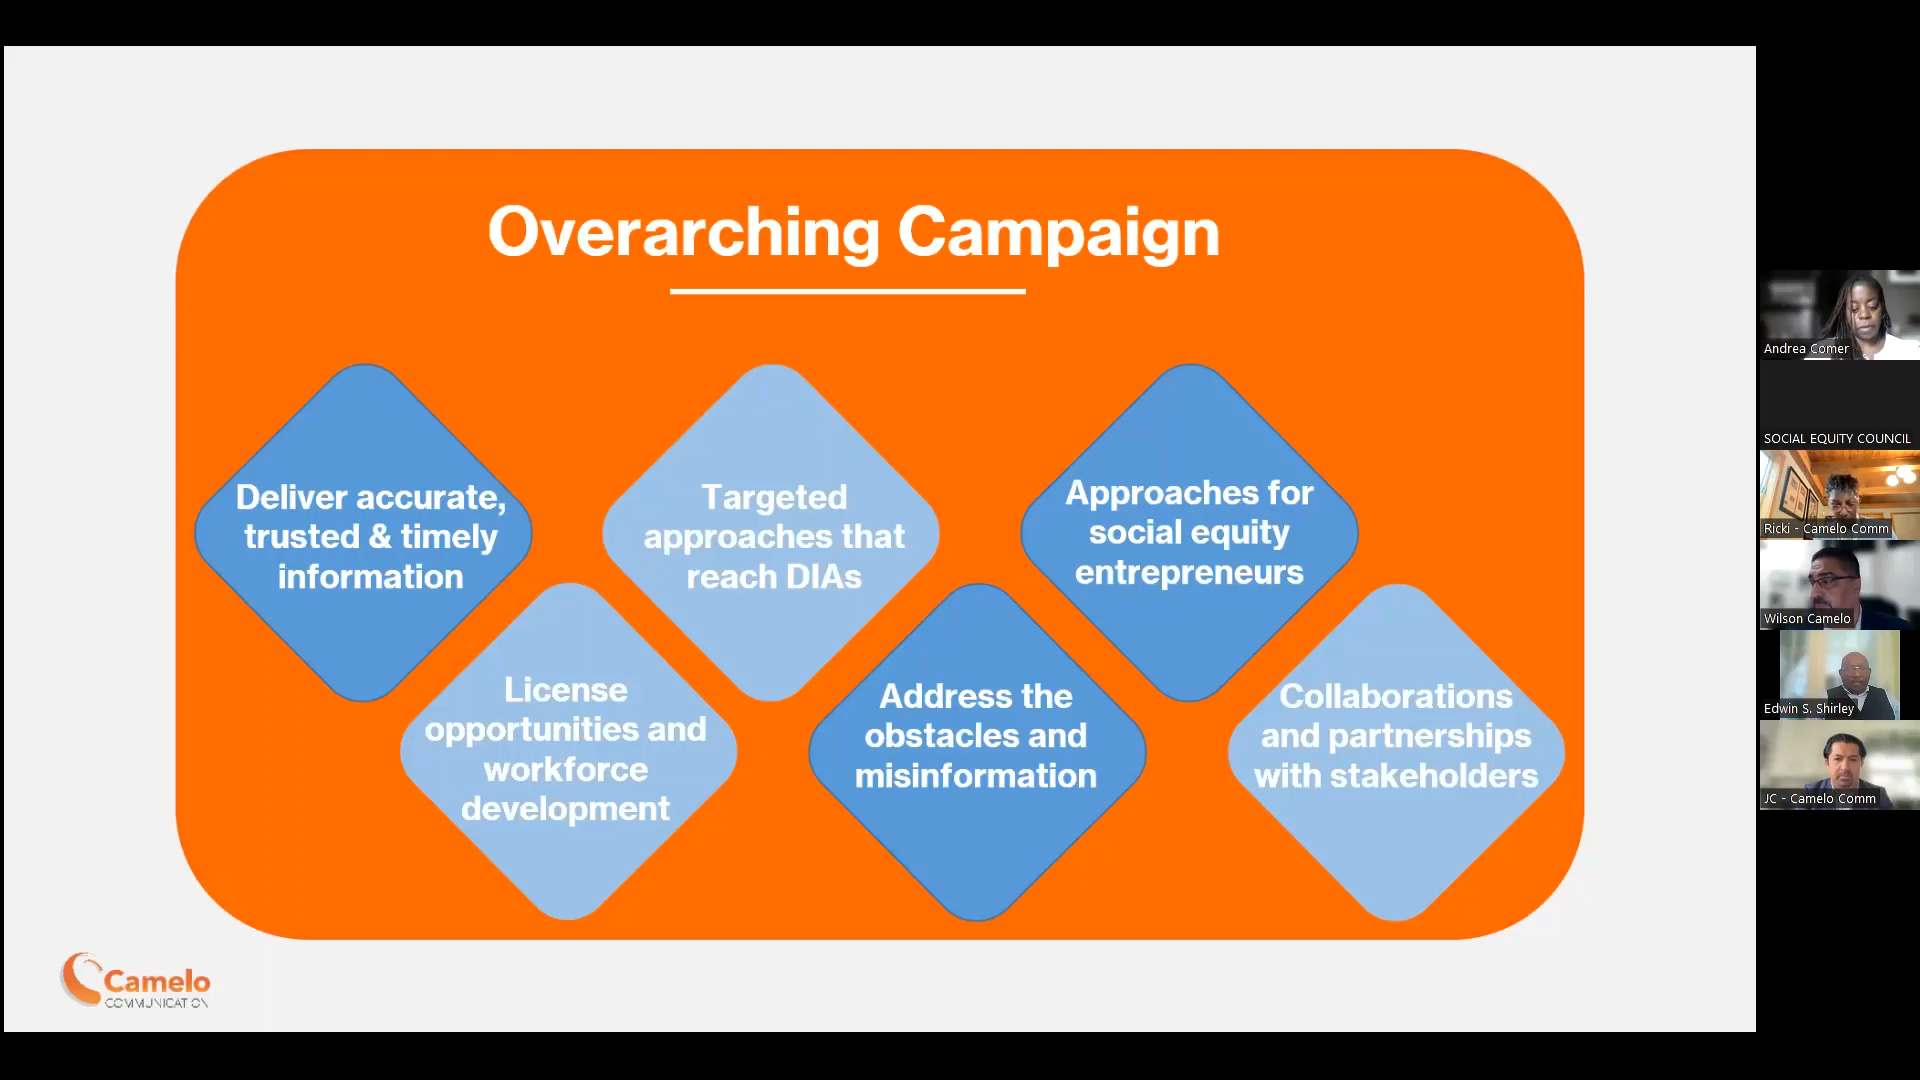 Overarching Campaign
Deliver accurate,
trusted & timely
information
Targeted
approaches that
reach DIAs
Approaches for
social equity
entrepreneurs
License
opportunities and
workforce
development
Address the
obstacles and
misinformation
Collaborations
and partnerships
with stakeholders
Camelo
COMMUNICATION
Andrea Comer
SOCIAL EQUITY COUNCIL
Ricki - Camelo Comm
Wilson Camelo
Edwin S. Shirley
JC - Camelo Comm